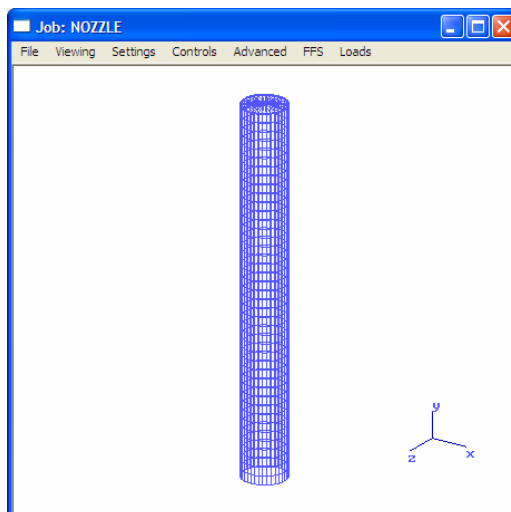 Job: NOZZLE
File Viewing Settings Controls Advanced FFS Loads
y
z x